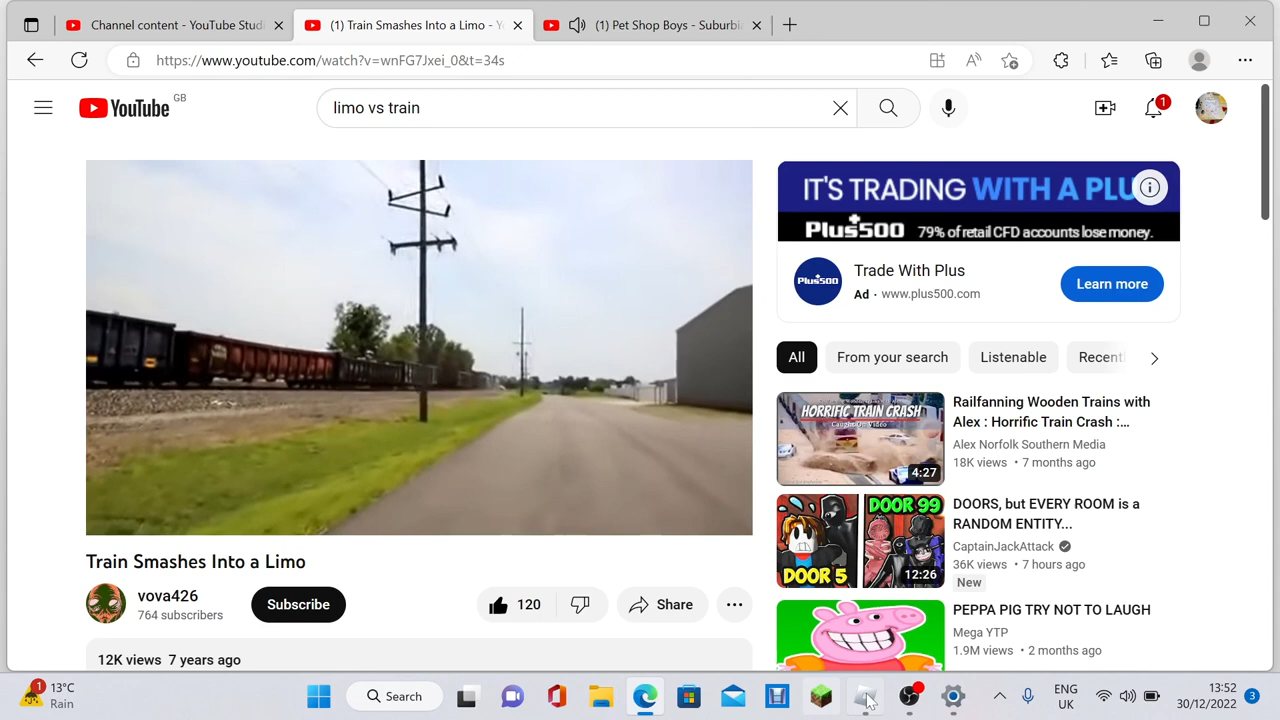 Channel content - YouTube Studi
(1) Train Smashes Into a Limo - Y
(1) Pet Shop Boys - Suburbi
https://www.youtube.com/watch?v=wnFG7Jxei_0&t=34s
YouTube GB
limo vs train
1
IT'S TRADING WITH A PLU
Plus500 79% of retail CFD accounts lose money.
Plus500
Trade With Plus
Ad · www.plus500.com
Learn more
All
From your search
Listenable
Recent
HORRIFIC TRAIN CRASH
Caught On Video
4:27
Railfanning Wooden Trains with
Alex : Horrific Train Crash :...
Alex Norfolk Southern Media
18K views • 7 months ago
DOOR 99
DOOR 5
12:26
DOORS, but EVERY ROOM is a
RANDOM ENTITY...
CaptainJackAttack
36K views • 7 hours ago
New
PEPPA PIG TRY NOT TO LAUGH
Mega YTP
1.9M views • 2 months ago
Train Smashes Into a Limo
vova426
764 subscribers
Subscribe
120
Share
12K views 7 years ago
1
13°C
Rain
Search
ENG
UK
13:52
30/12/2022
3